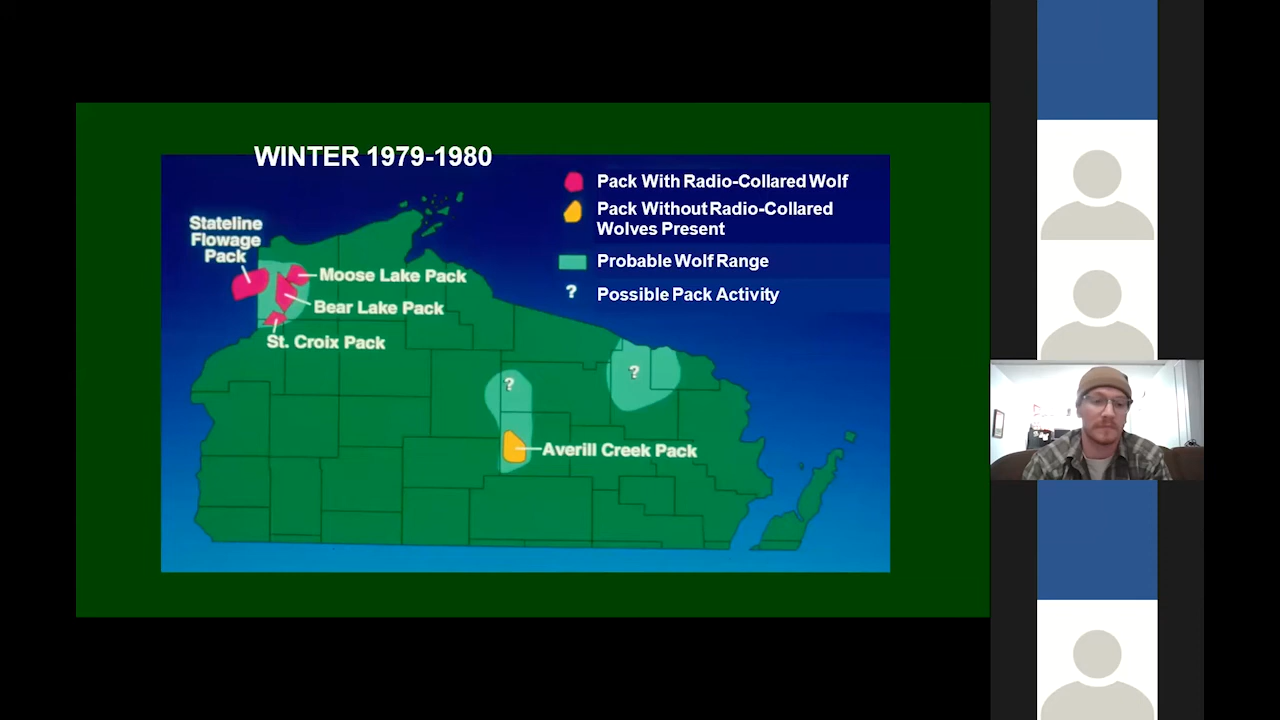 WINTER 1979-1980
Pack With Radio-Collared Wolf
Pack Without Radio-Collared
Wolves Present
Probable Wolf Range
?
Possible Pack Activity
Stateline
Flowage
Pack
Moose Lake Pack
Bear Lake Pack
St. Croix Pack
?
?
Averill Creek Pack